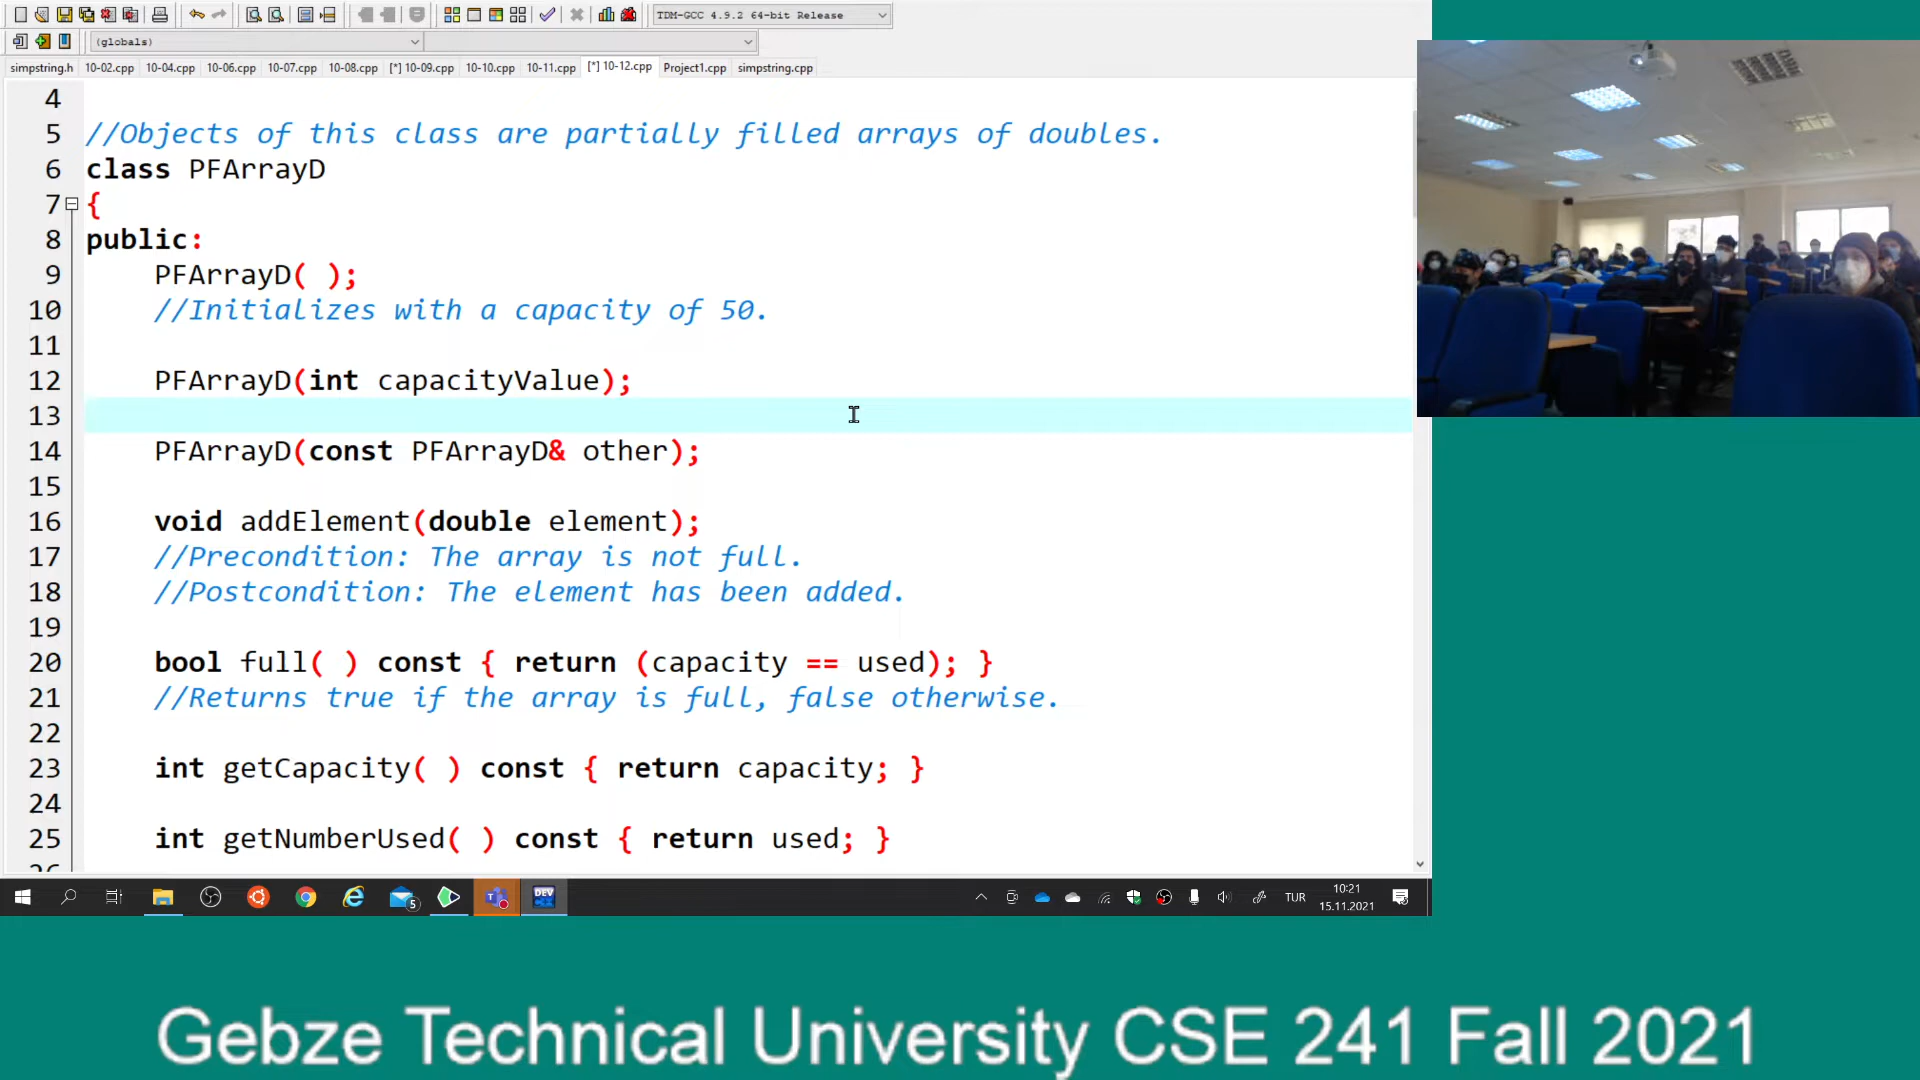 TDM-GCC 4.9.2 64-bit Release
(globals)
simpstring.h 10-02.cpp 10-04.cpp 10-06.cpp 10-07.cpp 10-08.cpp [*] 10-09.cpp 10-10.cpp 10-11.cpp [*] 10-12.cpp Project1.cpp simpstring.cpp
4
5 //Objects of this class are partially filled arrays of doubles.
6 class PFArrayD
7 {
8 public:
9 PFArrayD( );
10 //Initializes with a capacity of 50.
11
12 PFArrayD(int capacityValue);
13
14 PFArrayD(const PFArrayD& other);
15
16 void addElement(double element);
17 //Precondition: The array is not full.
18 //Postcondition: The element has been added.
19
20 bool full( ) const { return (capacity == used); }
21 //Returns true if the array is full, false otherwise.
22
23 int getCapacity( ) const { return capacity; }
24
25 int getNumberUsed( ) const { return used; }
5
DEV
TUR
10:21
15.11.2021
Gebze Technical University CSE 241 Fall 2021